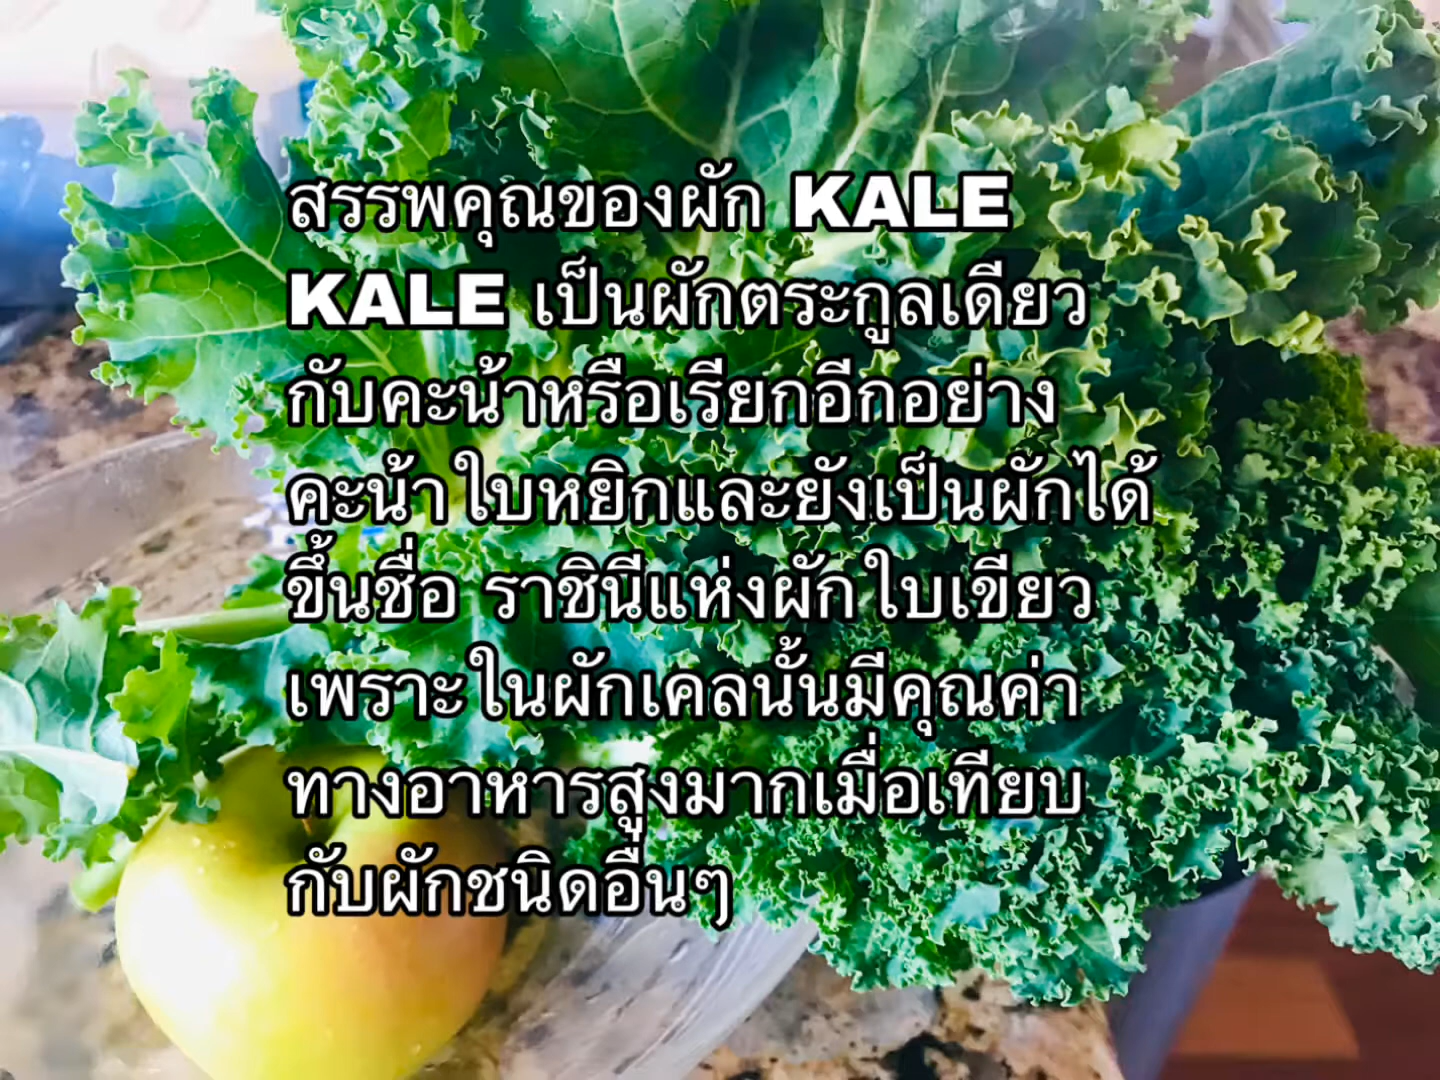 สรรพคุณของผัก KALE
KALE เป็นผักตระกูลเดียว
กับคะน้าหรือเรียกอีกอย่าง
คะน้าใบหยิกและยังเป็นผักได้
ขึ้นชื่อ ราชินีแห่งผักใบเขียว
เพราะในผักเคลนั้นมีคุณค่า
ทางอาหารสูงมากเมื่อเทียบ
กับผักชนิดอื่นๆ